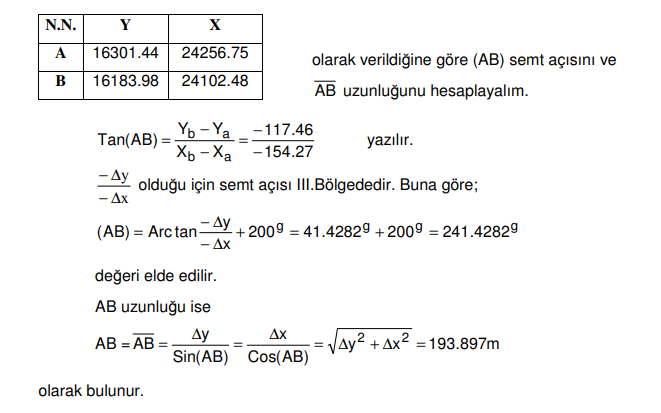 N.N. Y X
A 16301.44 24256.75
B 16183.98 24102.48
olarak verildiğine göre (AB) semt açısını ve
A̅B̅ uzunluğunu hesaplayalım.
Tan(AB) = (Yb − Ya)/(Xb − Xa) = −117.46/−154.27 yazılır.
−Δy/−Δx olduğu için semt açısı III.Bölgededir. Buna göre;
(AB) = Arc tan −Δy/−Δx + 200ᵍ = 41.4282ᵍ + 200ᵍ = 241.4282ᵍ
değeri elde edilir.
AB uzunluğu ise
AB = A̅B̅ = Δy/Sin(AB) = Δx/Cos(AB) = √(Δy² + Δx²) = 193.897m
olarak bulunur.